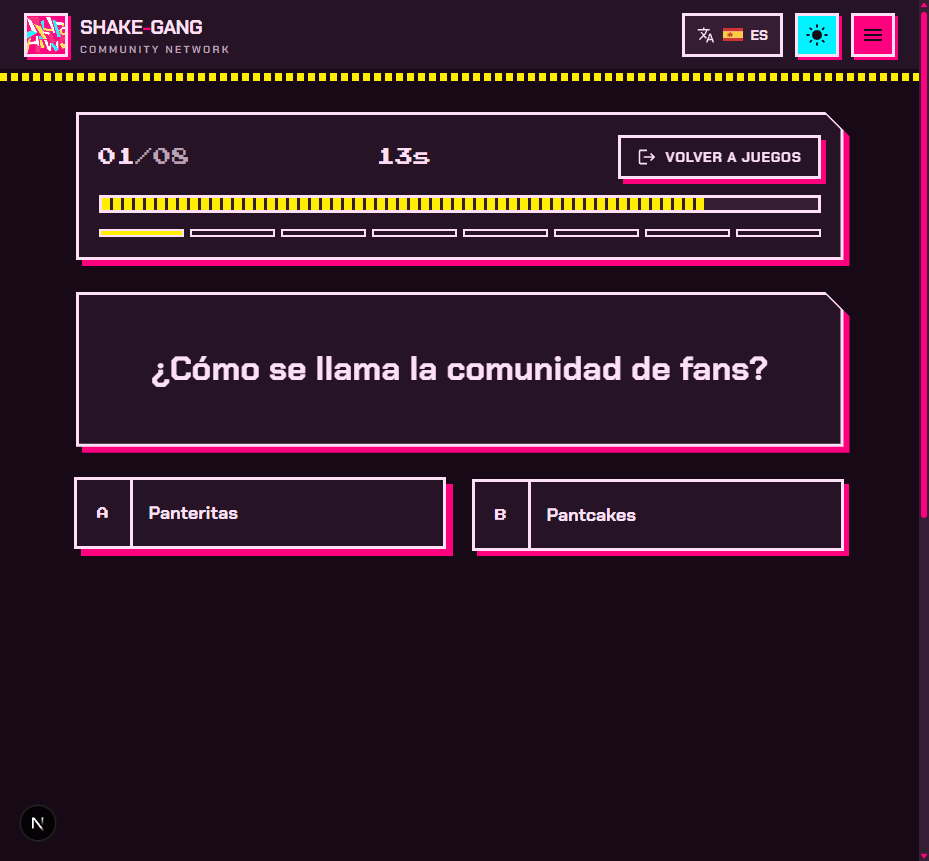 SHAKE-GANG
COMMUNITY NETWORK
ES
01/08
13s
VOLVER A JUEGOS
¿Cómo se llama la comunidad de fans?
A
Panteritas
B
Pantcakes
N